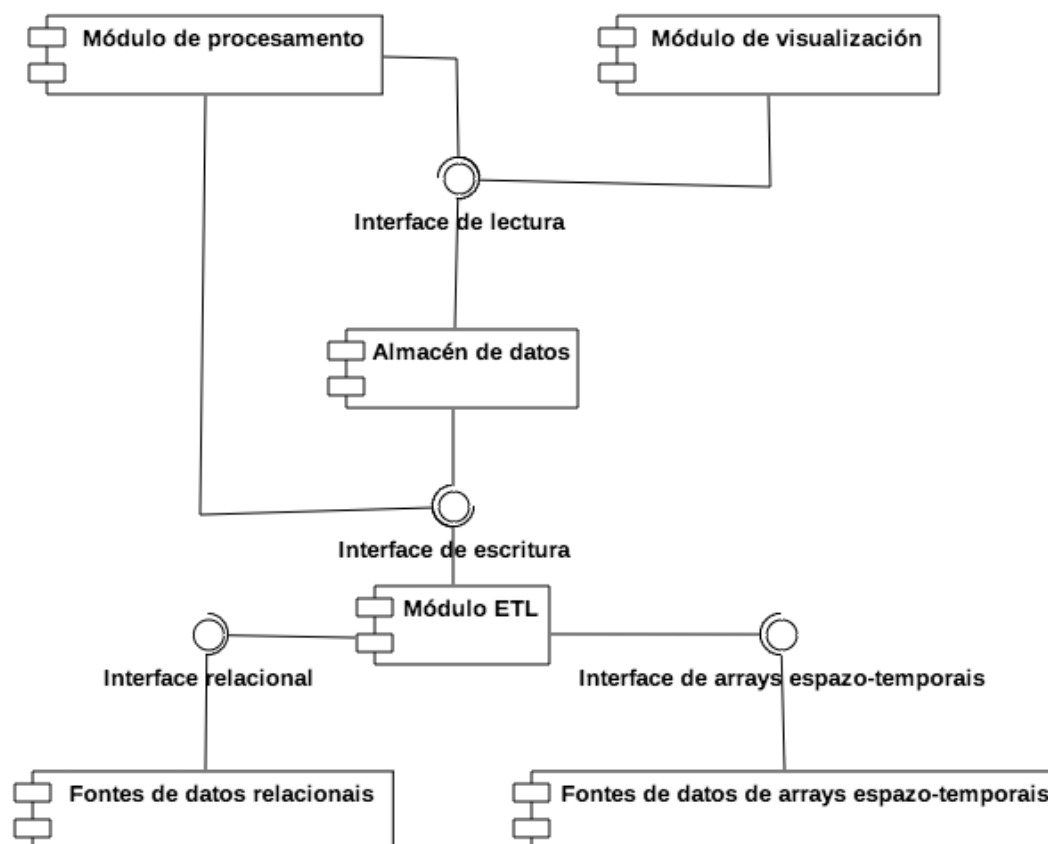 Módulo de procesamento
Módulo de visualización
Interface de lectura
Almacén de datos
Interface de escritura
Módulo ETL
Interface relacional
Interface de arrays espazo-temporais
Fontes de datos relacionais
Fontes de datos de arrays espazo-temporais